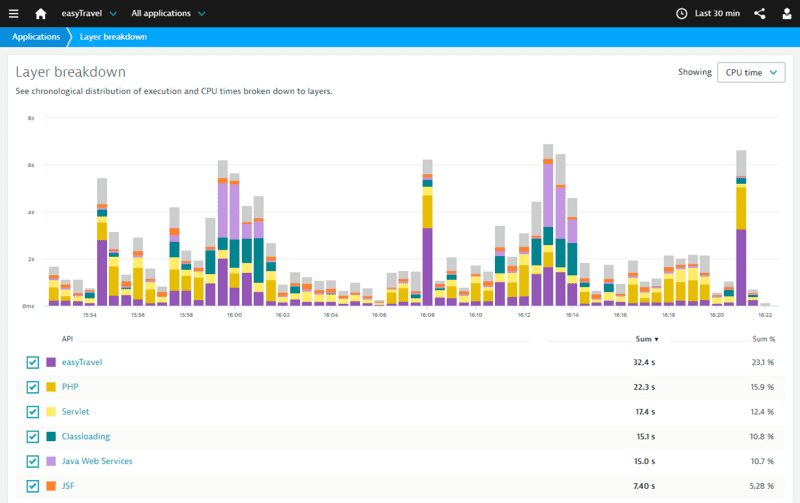 easyTravel All applications Last 30 min
Applications Layer breakdown
Layer breakdown
Showing CPU time
See chronological distribution of execution and CPU times broken down to layers.
8s
6s
4s
2s
0ms
15:54 15:56 15:58 16:00 16:02 16:04 16:06 16:08 16:10 16:12 16:14 16:16 16:18 16:20 16:22
API Sum ▾ Sum %
easyTravel 32.4 s 23.1 %
PHP 22.3 s 15.9 %
Servlet 17.4 s 12.4 %
Classloading 15.1 s 10.8 %
Java Web Services 15.0 s 10.7 %
JSF 7.40 s 5.28 %